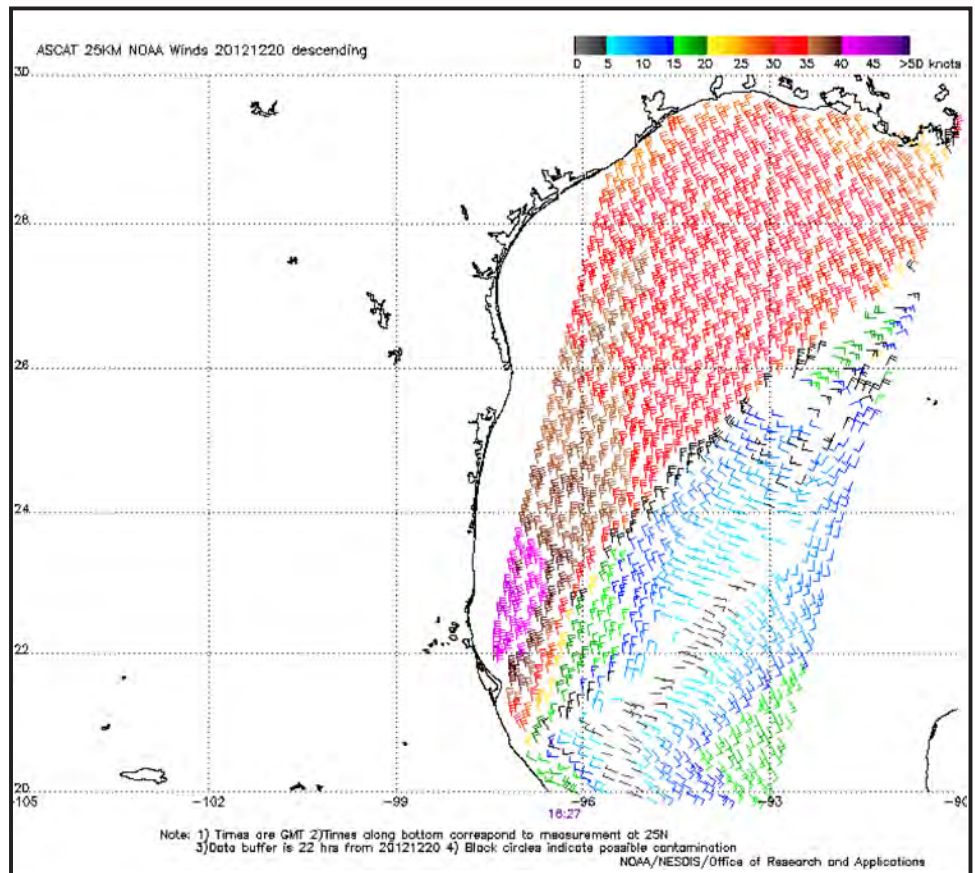 ASCAT 25KM NOAA Winds 20121220 descending
0 5 10 15 20 25 30 35 40 45 >50 knots
30
28
26
24
22
20
-105 -102 -99 -96 -93 -90
16:27
Note: 1) Times are GMT 2)Times along bottom correspond to measurement at 25N
3)Data buffer is 22 hrs from 20121220 4) Black circles indicate possible contamination
NOAA/NESDIS/Office of Research and Applications